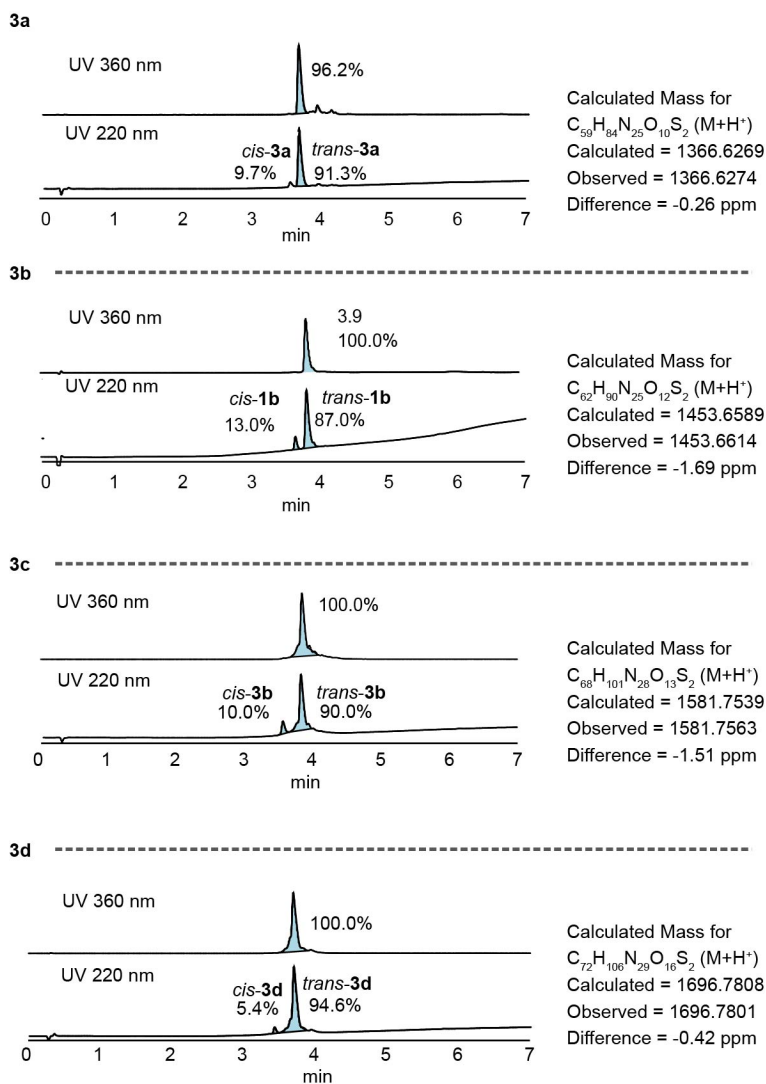 3a
UV 360 nm
96.2%
UV 220 nm
cis-3a trans-3a
9.7% 91.3%
0 1 2 3 4 5 6 7
min
Calculated Mass for
C59H84N25O10S2 (M+H+)
Calculated = 1366.6269
Observed = 1366.6274
Difference = -0.26 ppm
3b
UV 360 nm
3.9
100.0%
UV 220 nm
cis-1b trans-1b
13.0% 87.0%
0 1 2 3 4 5 6 7
min
Calculated Mass for
C62H90N25O12S2 (M+H+)
Calculated = 1453.6589
Observed = 1453.6614
Difference = -1.69 ppm
3c
UV 360 nm
100.0%
UV 220 nm
cis-3b trans-3b
10.0% 90.0%
0 1 2 3 4 5 6 7
min
Calculated Mass for
C68H101N28O13S2 (M+H+)
Calculated = 1581.7539
Observed = 1581.7563
Difference = -1.51 ppm
3d
UV 360 nm
100.0%
UV 220 nm
cis-3d trans-3d
5.4% 94.6%
0 1 2 3 4 5 6 7
min
Calculated Mass for
C72H106N29O16S2 (M+H+)
Calculated = 1696.7808
Observed = 1696.7801
Difference = -0.42 ppm